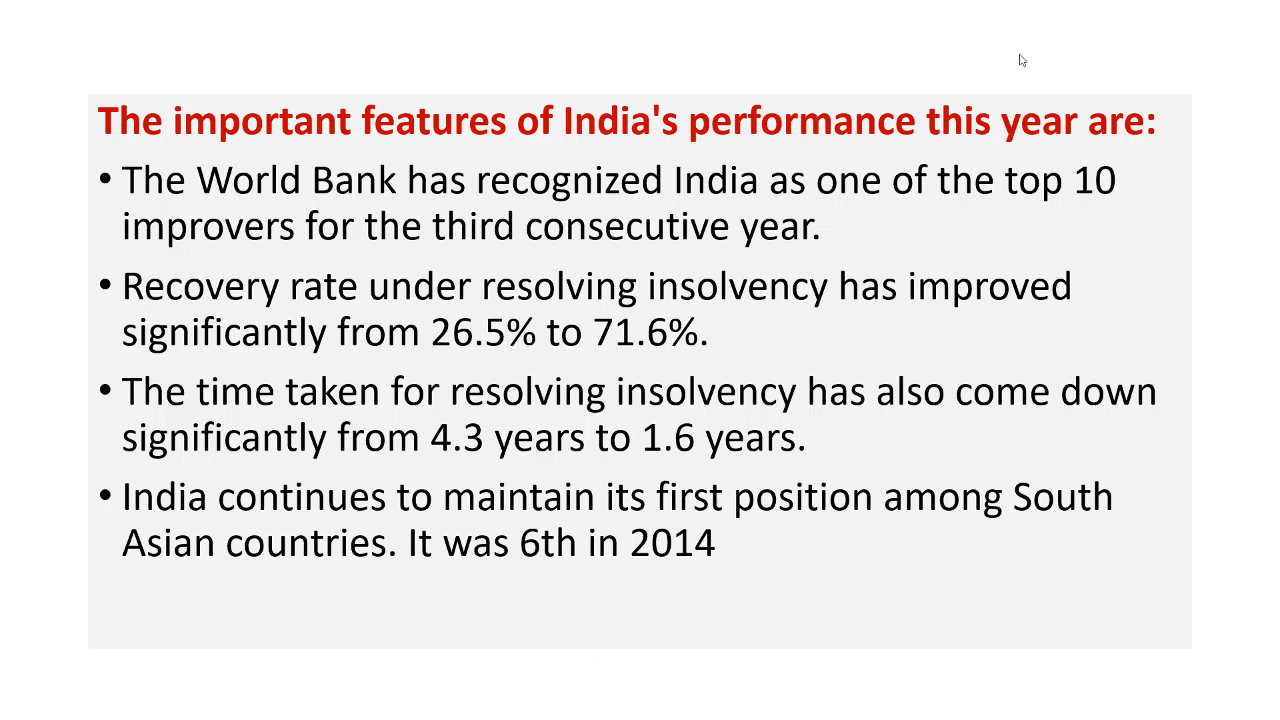 The important features of India's performance this year are:
• The World Bank has recognized India as one of the top 10
improvers for the third consecutive year.
• Recovery rate under resolving insolvency has improved
significantly from 26.5% to 71.6%.
• The time taken for resolving insolvency has also come down
significantly from 4.3 years to 1.6 years.
• India continues to maintain its first position among South
Asian countries. It was 6th in 2014